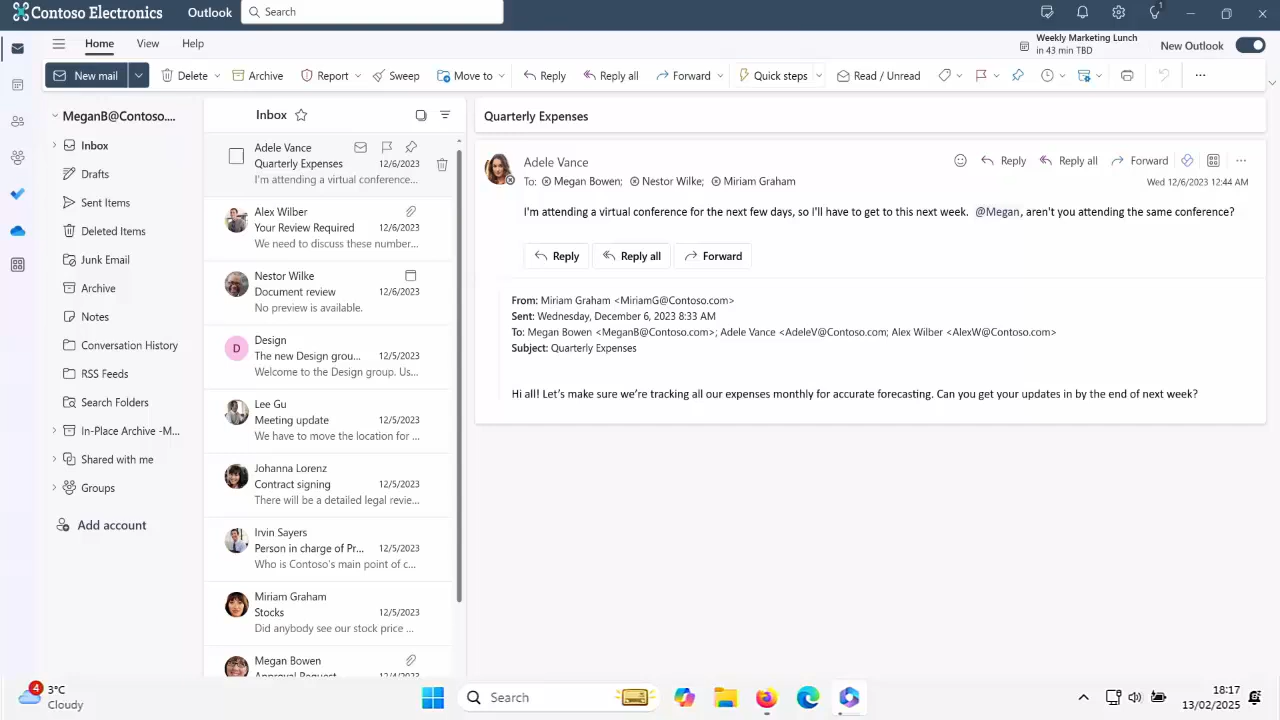 Contoso Electronics Outlook Search 1
Home View Help
Weekly Marketing Lunch
in 43 min TBD
New Outlook
New mail Delete Archive Report Sweep Move to Reply Reply all Forward Quick steps Read / Unread ...
MeganB@Contoso....
Inbox
Drafts
Sent Items
Deleted Items
Junk Email
Archive
Notes
Conversation History
RSS Feeds
Search Folders
In-Place Archive -M...
Shared with me
Groups
Add account
Inbox
Adele Vance
Quarterly Expenses 12/6/2023
I'm attending a virtual conference...
Alex Wilber
Your Review Required 12/6/2023
We need to discuss these number...
Nestor Wilke
Document review 12/6/2023
No preview is available.
D
Design
The new Design grou... 12/5/2023
Welcome to the Design group. Us...
Lee Gu
Meeting update 12/5/2023
We have to move the location for ...
Johanna Lorenz
Contract signing 12/5/2023
There will be a detailed legal revie...
Irvin Sayers
Person in charge of Pr... 12/5/2023
Who is Contoso's main point of c...
Miriam Graham
Stocks 12/5/2023
Did anybody see our stock price ...
Megan Bowen
Approval Request 12/4/2023
Quarterly Expenses
Adele Vance
Reply Reply all Forward ...
To: Megan Bowen; Nestor Wilke; Miriam Graham
Wed 12/6/2023 12:44 AM
I'm attending a virtual conference for the next few days, so I'll have to get to this next week. @Megan, aren't you attending the same conference?
Reply Reply all Forward
From: Miriam Graham <MiriamG@Contoso.com>
Sent: Wednesday, December 6, 2023 8:33 AM
To: Megan Bowen <MeganB@Contoso.com>; Adele Vance <AdeleV@Contoso.com; Alex Wilber <AlexW@Contoso.com>
Subject: Quarterly Expenses
Hi all! Let's make sure we're tracking all our expenses monthly for accurate forecasting. Can you get your updates in by the end of next week?
4
3°C
Cloudy
Search
18:17
13/02/2025